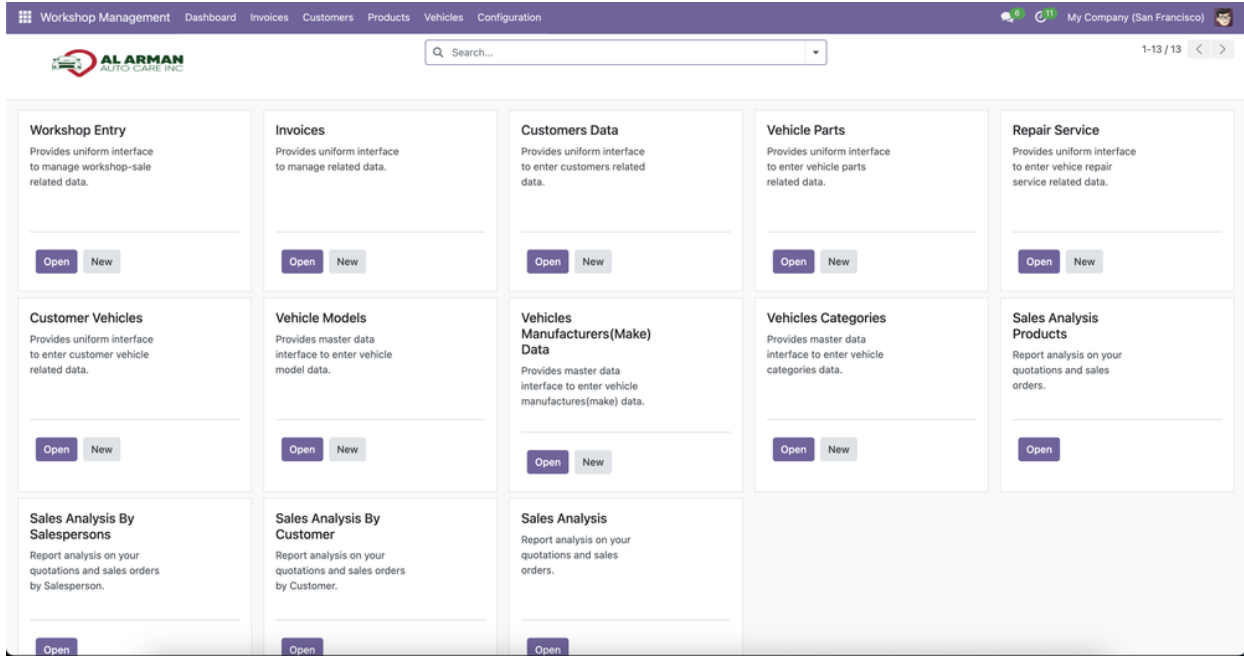 Workshop Management Dashboard Invoices Customers Products Vehicles Configuration 6 11 My Company (San Francisco)
AL ARMAN
AUTO CARE INC
Search...
1-13 / 13
Workshop Entry
Provides uniform interface
to manage workshop-sale
related data.
Open New
Invoices
Provides uniform interface
to manage related data.
Open New
Customers Data
Provides uniform interface
to enter customers related
data.
Open New
Vehicle Parts
Provides uniform interface
to enter vehicle parts
related data.
Open New
Repair Service
Provides uniform interface
to enter vehice repair
service related data.
Open New
Customer Vehicles
Provides uniform interface
to enter customer vehicle
related data.
Open New
Vehicle Models
Provides master data
interface to enter vehicle
model data.
Open New
Vehicles
Manufacturers(Make)
Data
Provides master data
interface to enter vehicle
manufactures(make) data.
Open New
Vehicles Categories
Provides master data
interface to enter vehicle
categories data.
Open New
Sales Analysis
Products
Report analysis on your
quotations and sales
orders.
Open
Sales Analysis By
Salespersons
Report analysis on your
quotations and sales orders
by Salesperson.
Open
Sales Analysis By
Customer
Report analysis on your
quotations and sales orders
by Customer.
Open
Sales Analysis
Report analysis on your
quotations and sales
orders.
Open